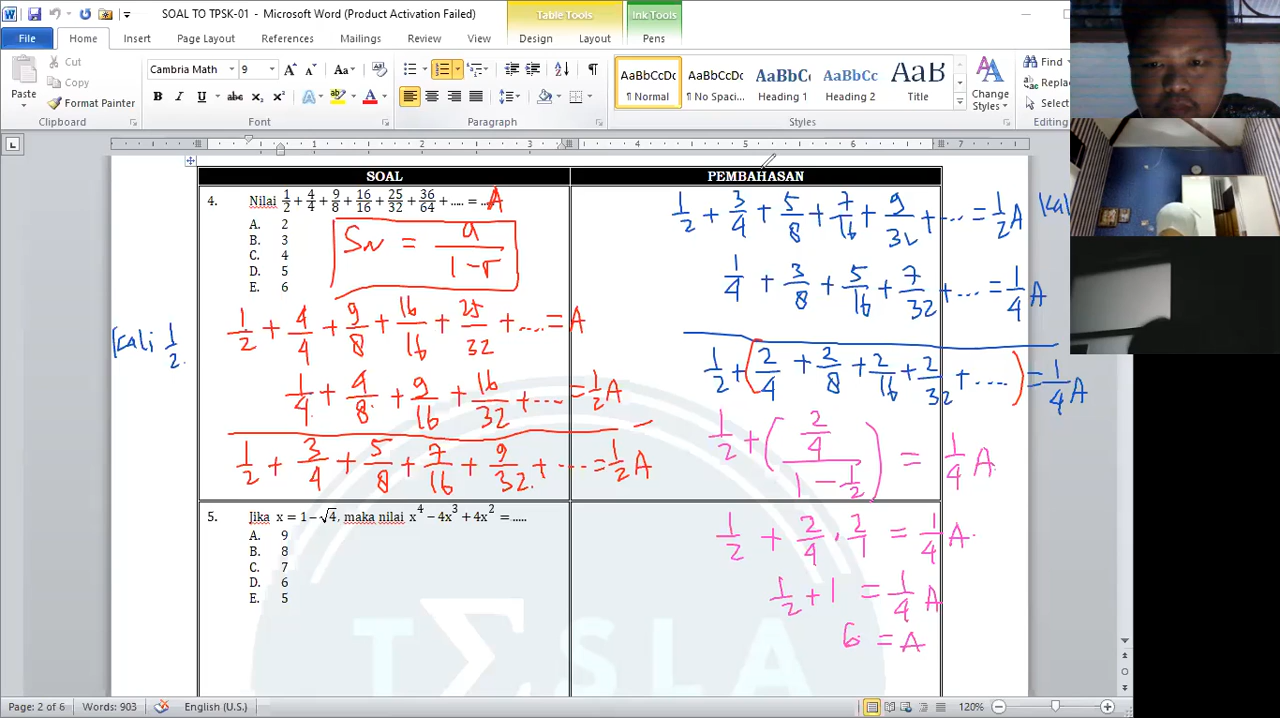 SOAL TO TPSK-01 - Microsoft Word (Product Activation Failed)
Table Tools
Ink Tools
File Home Insert Page Layout References Mailings Review View Design Layout Pens
Cut
Copy
Format Painter
Paste
Clipboard
Cambria Math 9
Font
Paragraph
AaBbCcDc AaBbCcDc AaBbCc AaBbCc AaB
¶ Normal ¶ No Spaci... Heading 1 Heading 2 Title
Change Styles
Styles
Find
Replace
Select
Editing
SOAL PEMBAHASAN
4. Nilai 1/2 + 4/4 + 9/8 + 16/16 + 25/32 + 36/64 + ..... = ... A
A. 2
B. 3
C. 4
D. 5
E. 6
Sn = a/(1-r)
Kali 1/2
1/2 + 4/4 + 9/8 + 16/16 + 25/32 + .... = A
1/4 + 4/8 + 9/16 + 16/32 + .... = 1/2 A
1/2 + 3/4 + 5/8 + 7/16 + 9/32 + ... = 1/2 A
1/2 + 3/4 + 5/8 + 7/16 + 9/32 + ... = 1/2 A
1/4 + 3/8 + 5/16 + 7/32 + ... = 1/4 A
1/2 + (2/4 + 2/8 + 2/16 + 2/32 + ....) = 1/4 A
1/2 + ((2/4)/(1 - 1/2)) = 1/4 A
1/2 + 2/4 . 2/1 = 1/4 A
1/2 + 1 = 1/4 A
6 = A
5. Jika x = 1 − √4, maka nilai x⁴ − 4x³ + 4x² = .....
A. 9
B. 8
C. 7
D. 6
E. 5
TΣSLA
Page: 2 of 6 Words: 903 English (U.S.) 120%